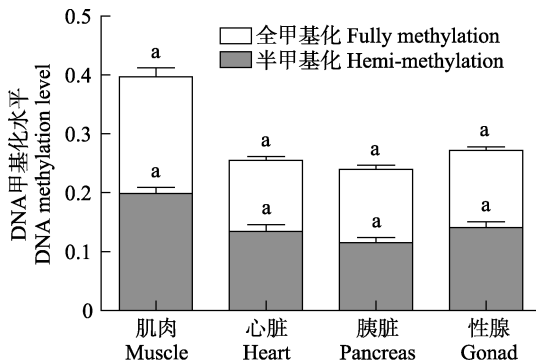 DNA甲基化水平
DNA methylation level
0.5
0.4
0.3
0.2
0.1
0
全甲基化 Fully methylation
半甲基化 Hemi-methylation
a
a
a
a
a
a
a
a
肌肉
Muscle
心脏
Heart
胰脏
Pancreas
性腺
Gonad